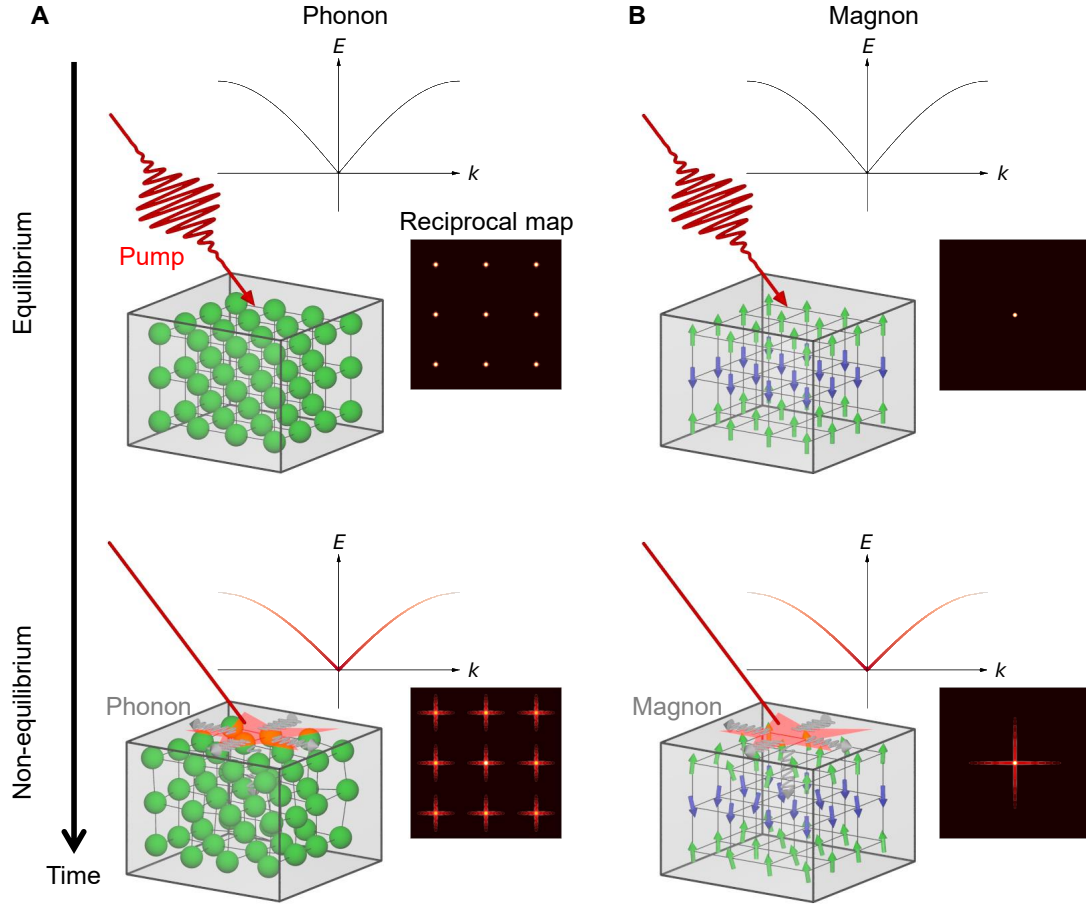 A
Phonon
B
Magnon
E
E
k
k
Equilibrium
Pump
Reciprocal map
E
E
k
k
Non-equilibrium
Phonon
Magnon
Time